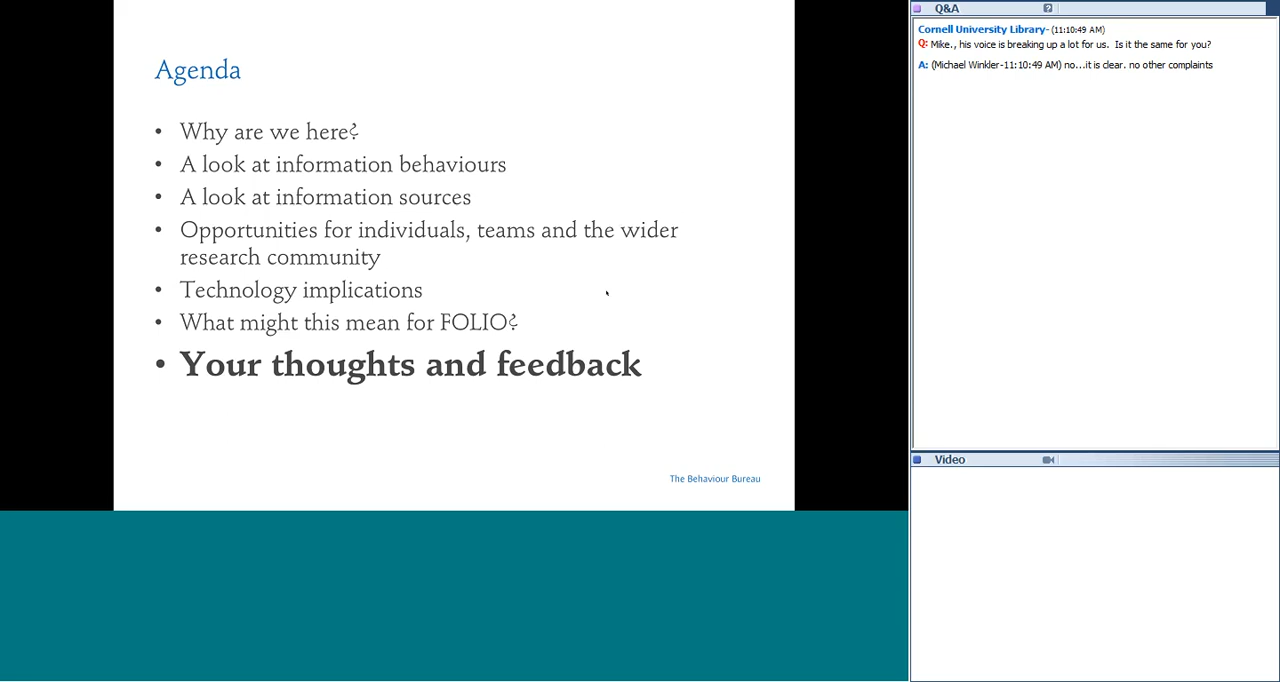 Agenda
• Why are we here?
• A look at information behaviours
• A look at information sources
• Opportunities for individuals, teams and the wider
research community
• Technology implications
• What might this mean for FOLIO?
• Your thoughts and feedback
The Behaviour Bureau
Q&A
?
Cornell University Library- (11:10:49 AM)
Q: Mike., his voice is breaking up a lot for us. Is it the same for you?
A: (Michael Winkler-11:10:49 AM) no...it is clear. no other complaints
Video